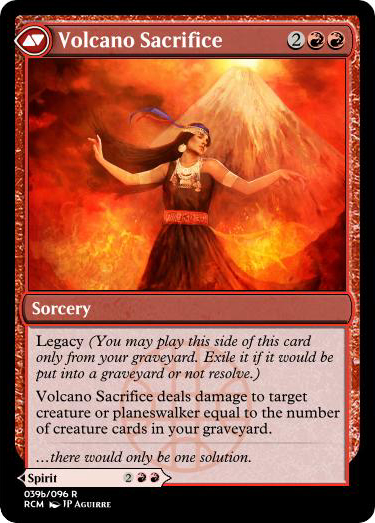 Volcano Sacrifice 2
Sorcery
Legacy (You may play this side of this card
only from your graveyard. Exile it if it would be
put into a graveyard or not resolve.)
Volcano Sacrifice deals damage to target
creature or planeswalker equal to the number
of creature cards in your graveyard.
…there would only be one solution.
Spirit 2
039b/096 R
RCM JP Aguirre